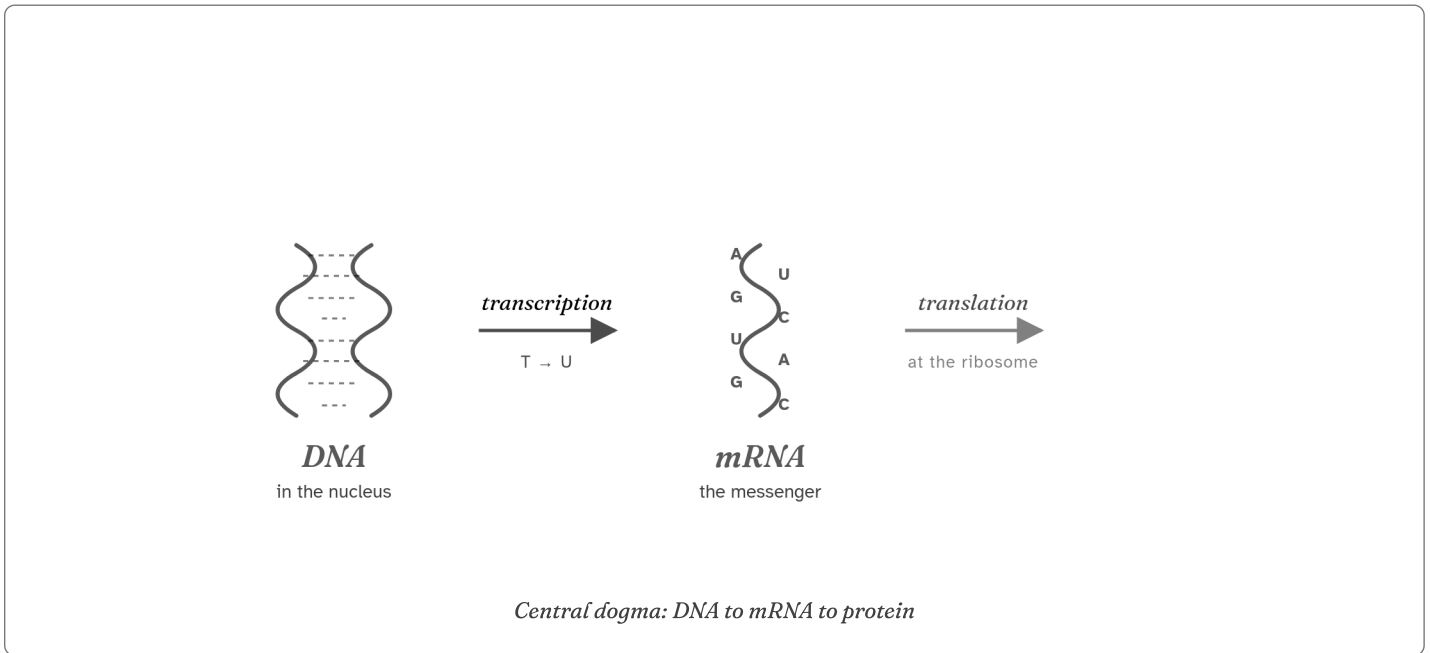 A
U
G
transcription
translation
C
U
T → U
A
at the ribosome
G
C
DNA
mRNA
in the nucleus
the messenger
Central dogma: DNA to mRNA to protein